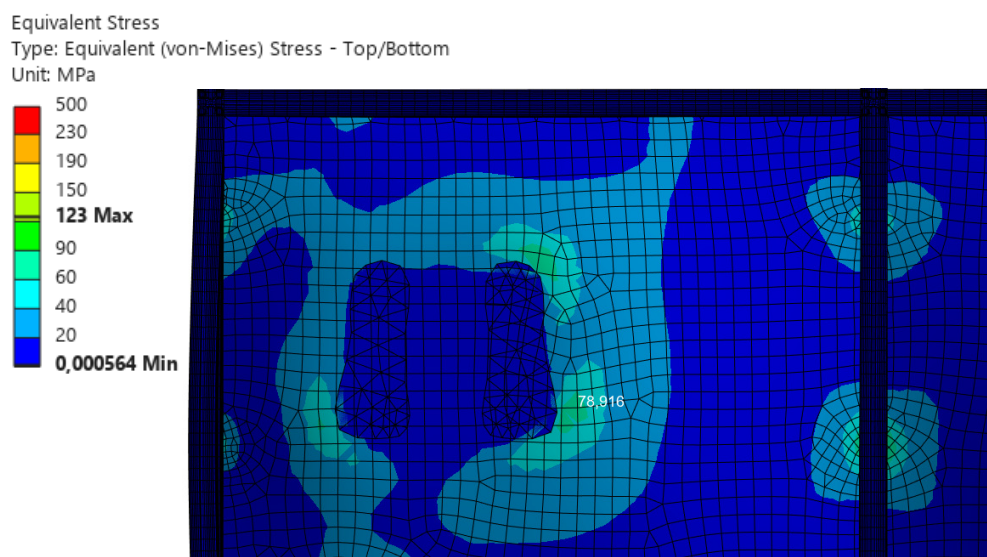 Equivalent Stress
Type: Equivalent (von-Mises) Stress - Top/Bottom
Unit: MPa
500
230
190
150
123 Max
90
60
40
20
0,000564 Min
78,916